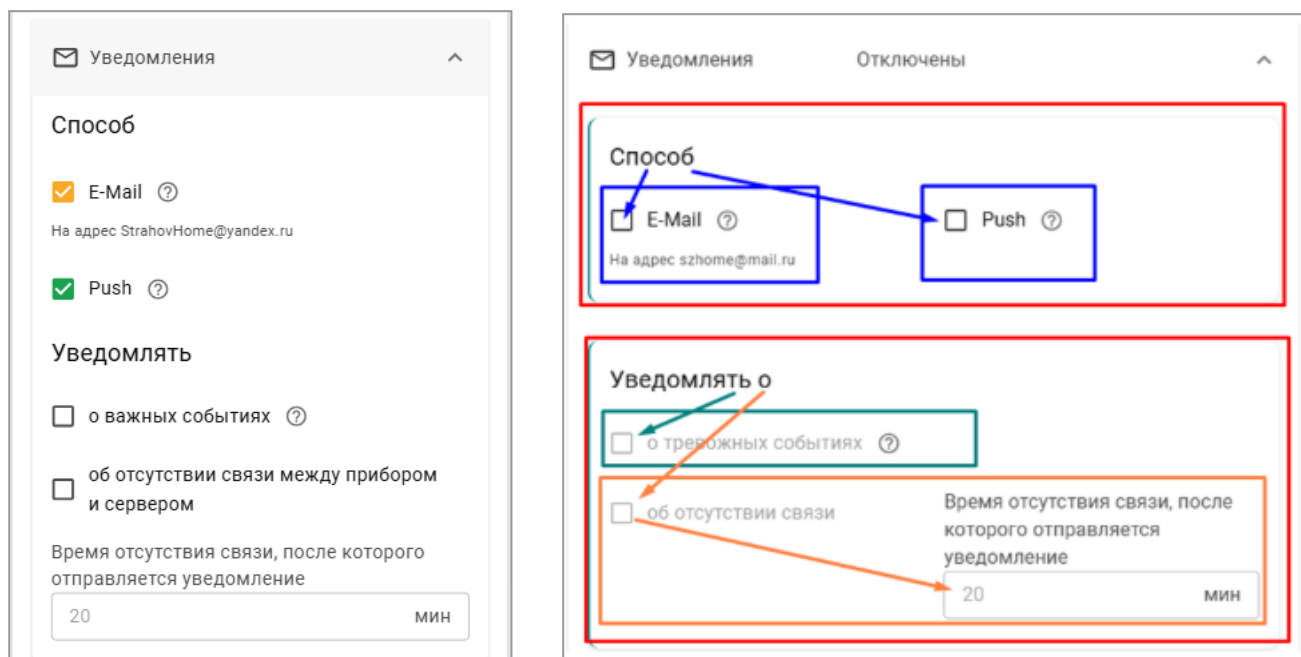 Уведомления
Способ
E-Mail
На адрес StrahovHome@yandex.ru
Push
Уведомлять
о важных событиях
об отсутствии связи между прибором
и сервером
Время отсутствия связи, после которого
отправляется уведомление
20 мин
Уведомления Отключены
Способ
E-Mail Push
На адрес szhome@mail.ru
Уведомлять о
о тревожных событиях
об отсутствии связи
Время отсутствия связи, после
которого отправляется
уведомление
20 мин